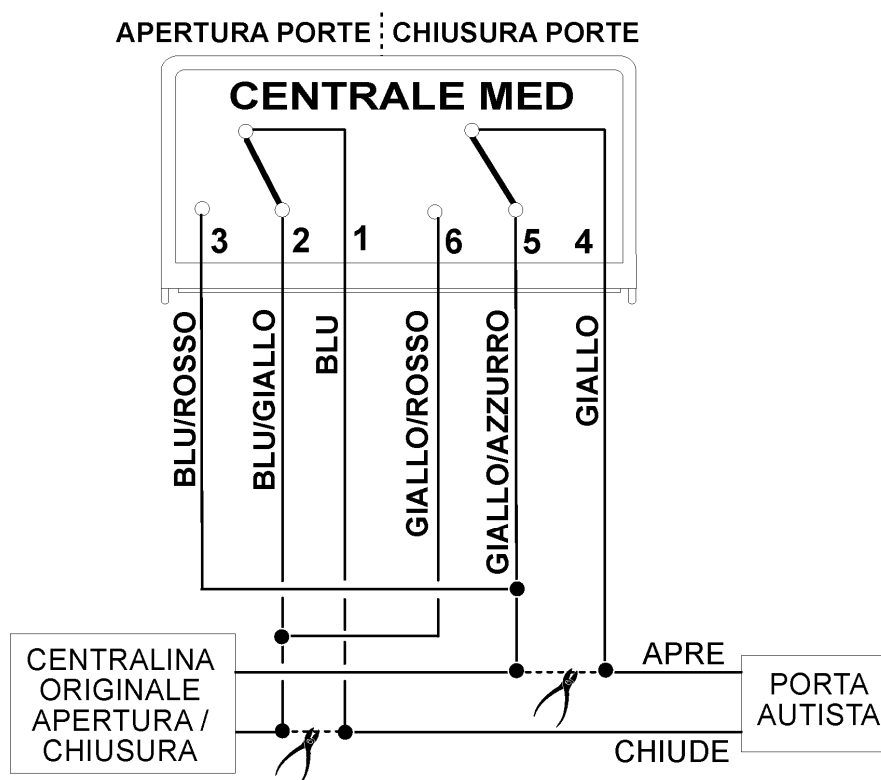 APERTURA PORTE CHIUSURA PORTE
CENTRALE MED
3 2 1 6 5 4
BLU/ROSSO
BLU/GIALLO
BLU
GIALLO/ROSSO
GIALLO/AZZURRO
GIALLO
CENTRALINA
ORIGINALE
APERTURA /
CHIUSURA
APRE
CHIUDE
PORTA
AUTISTA